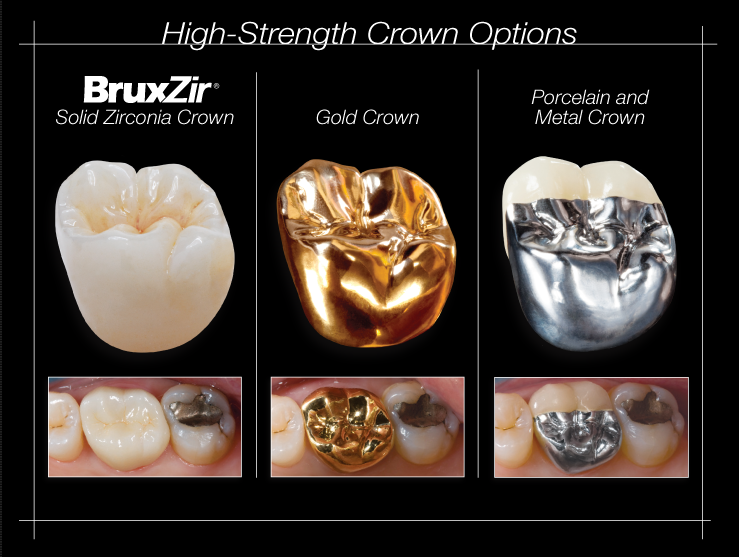 High-Strength Crown Options
BruxZir®
Solid Zirconia Crown
Gold Crown
Porcelain and
Metal Crown